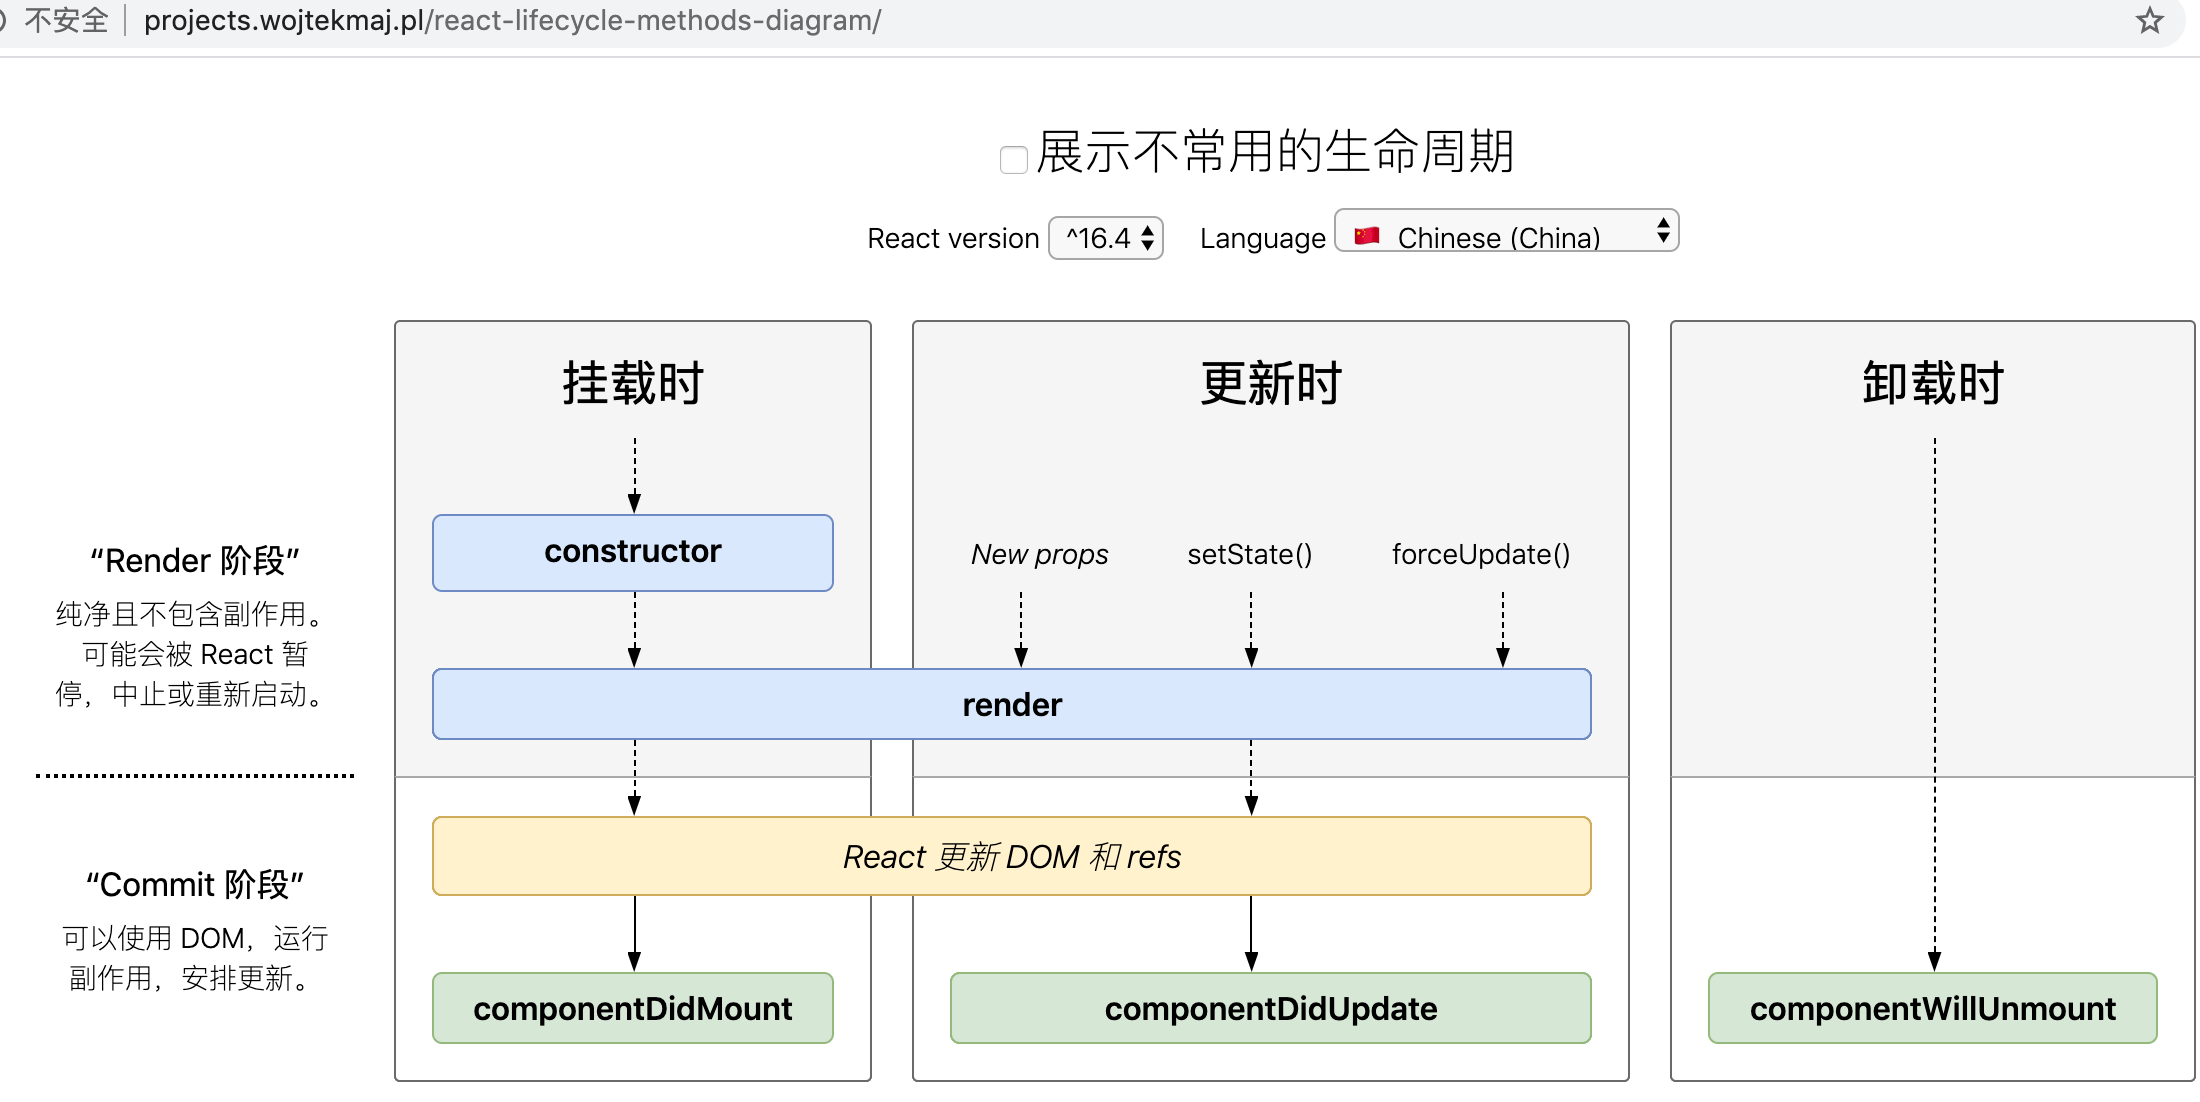 不安全 projects.wojtekmaj.pl/react-lifecycle-methods-diagram/
展示不常用的生命周期
React version ^16.4 Language 🇨🇳 Chinese (China)
挂载时
更新时
卸载时
“Render 阶段”
纯净且不包含副作用。
可能会被 React 暂
停，中止或重新启动。
constructor
New props
setState()
forceUpdate()
render
“Commit 阶段”
可以使用 DOM，运行
副作用，安排更新。
React 更新 DOM 和 refs
componentDidMount
componentDidUpdate
componentWillUnmount